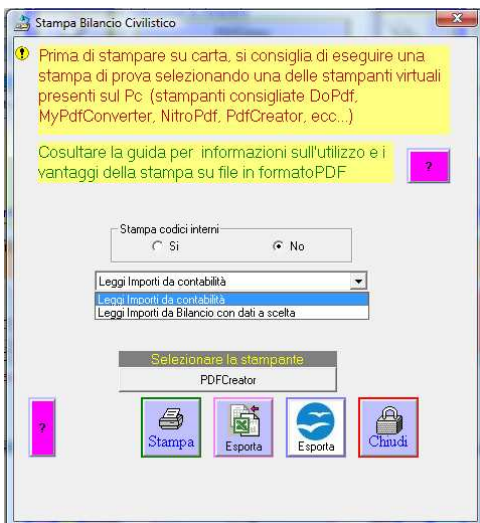 Stampa Bilancio Civilistico
Prima di stampare su carta, si consiglia di eseguire una
stampa di prova selezionando una delle stampanti virtuali
presenti sul Pc (stampanti consigliate DoPdf,
MyPdfConverter, NitroPdf, PdfCreator, ecc...)
Cosultare la guida per informazioni sull'utilizzo e i
vantaggi della stampa su file in formatoPDF
?
Stampa codici interni
Si No
Leggi Importi da contabilità
Leggi Importi da contabilità
Leggi Importi da Bilancio con dati a scelta
Selezionare la stampante
PDFCreator
?
Stampa Esporta Esporta Chiudi